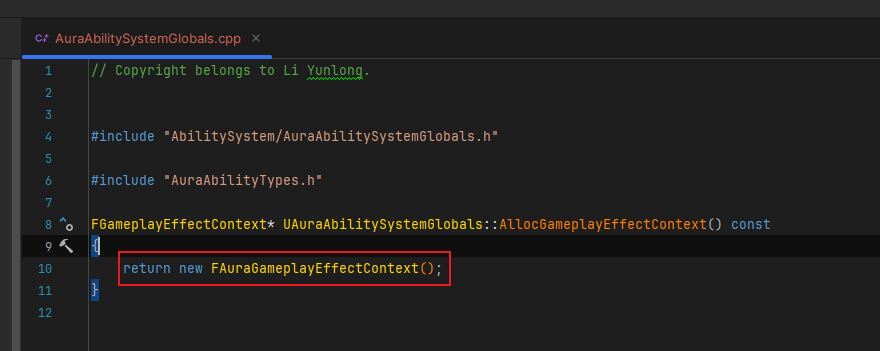 C++ AuraAbilitySystemGlobals.cpp ×
1 // Copyright belongs to Li Yunlong.
2
3
4 #include "AbilitySystem/AuraAbilitySystemGlobals.h"
5
6 #include "AuraAbilityTypes.h"
7
8 FGameplayEffectContext* UAuraAbilitySystemGlobals::AllocGameplayEffectContext() const
9 {
10 return new FAuraGameplayEffectContext();
11 }
12